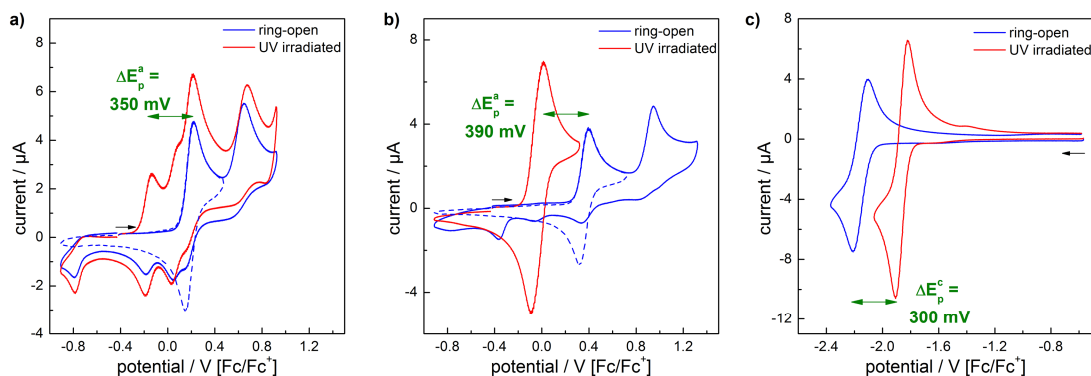 a)
ring-open
UV irradiated
ΔE_p^a =
350 mV
8
6
4
2
0
-2
-4
-0.8 -0.4 0.0 0.4 0.8 1.2
current / µA
potential / V [Fc/Fc⁺]
b)
ring-open
UV irradiated
ΔE_p^a =
390 mV
8
4
0
-4
-0.8 -0.4 0.0 0.4 0.8 1.2
current / µA
potential / V [Fc/Fc⁺]
c)
ring-open
UV irradiated
ΔE_p^c =
300 mV
8
4
0
-4
-8
-12
-2.4 -2.0 -1.6 -1.2 -0.8
current / µA
potential / V [Fc/Fc⁺]